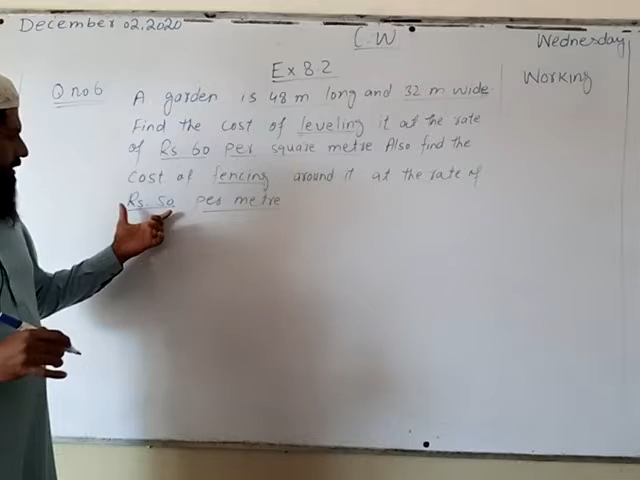 December 02, 2020
C.W
Wednesday
Ex 8 2
Working
Q no 6
A garden is 48 m long and 32 m wide
Find the cost of leveling it at the rate
of Rs 60 per square metre Also find the
cost of fencing around it at the rate of
Rs. 50 per metre